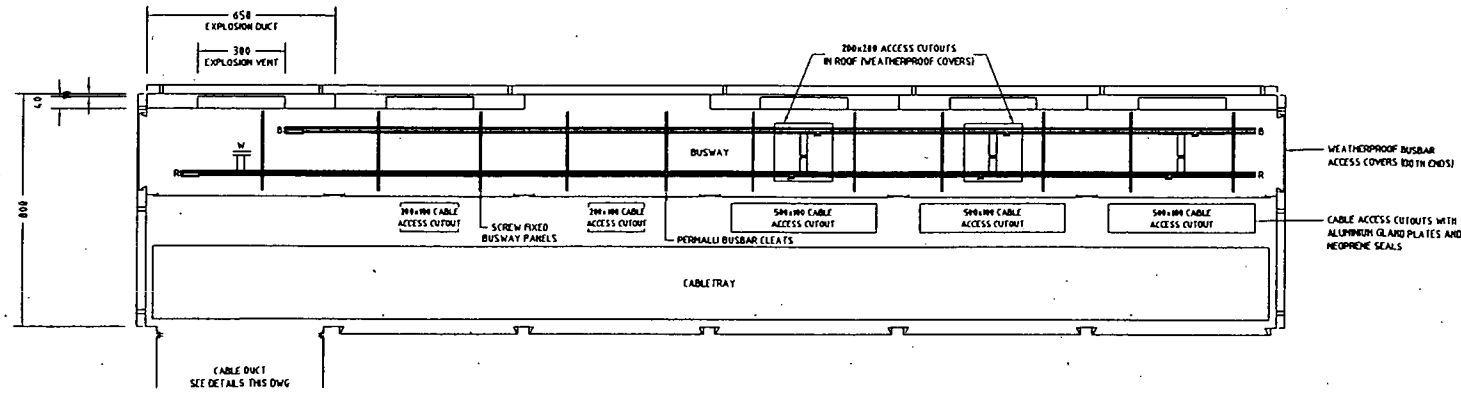 650
EXPLOSION DUCT
300
EXPLOSION VENT
200x200 ACCESS CUTOUTS
IN ROOF (WEATHERPROOF COVERS)
40
800
W
B
B
BUSWAY
R
R
WEATHERPROOF BUSBAR
ACCESS COVERS (BOTH ENDS)
200x100 CABLE
ACCESS CUTOUT
200x100 CABLE
ACCESS CUTOUT
500x100 CABLE
ACCESS CUTOUT
500x100 CABLE
ACCESS CUTOUT
500x100 CABLE
ACCESS CUTOUT
SCREW FIXED
BUSWAY PANELS
PERMALLI BUSBAR CLEATS
CABLE ACCESS CUTOUTS WITH
ALUMINIUM GLAND PLATES AND
NEOPRENE SEALS
CABLETRAY
CABLE DUCT
SEE DETAILS THIS DWG